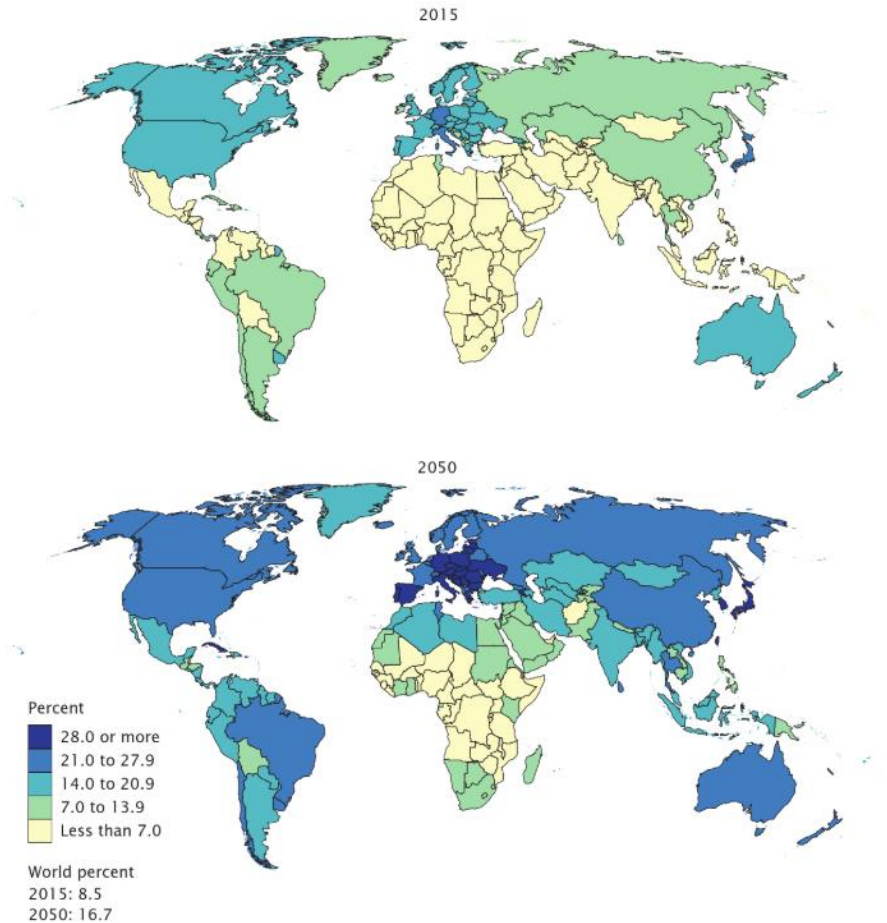 2015
2050
Percent
28.0 or more
21.0 to 27.9
14.0 to 20.9
7.0 to 13.9
Less than 7.0
World percent
2015: 8.5
2050: 16.7